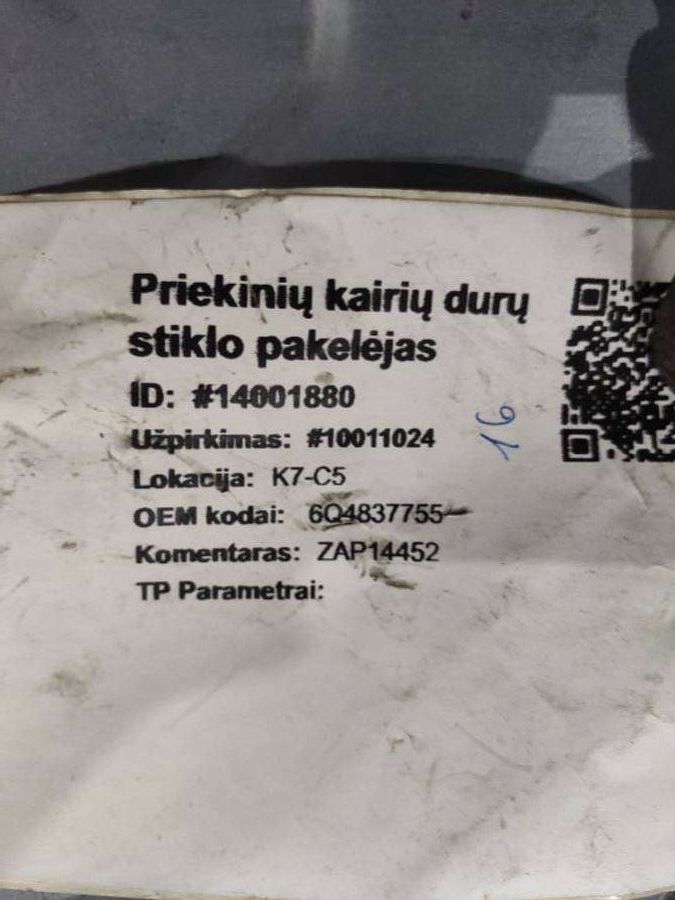 Priekinių kairių durų
stiklo pakelėjas
ID: #14001880
Užpirkimas: #10011024
16
Lokacija: K7-C5
OEM kodai: 6Q4837755
Komentaras: ZAP14452
TP Parametrai: